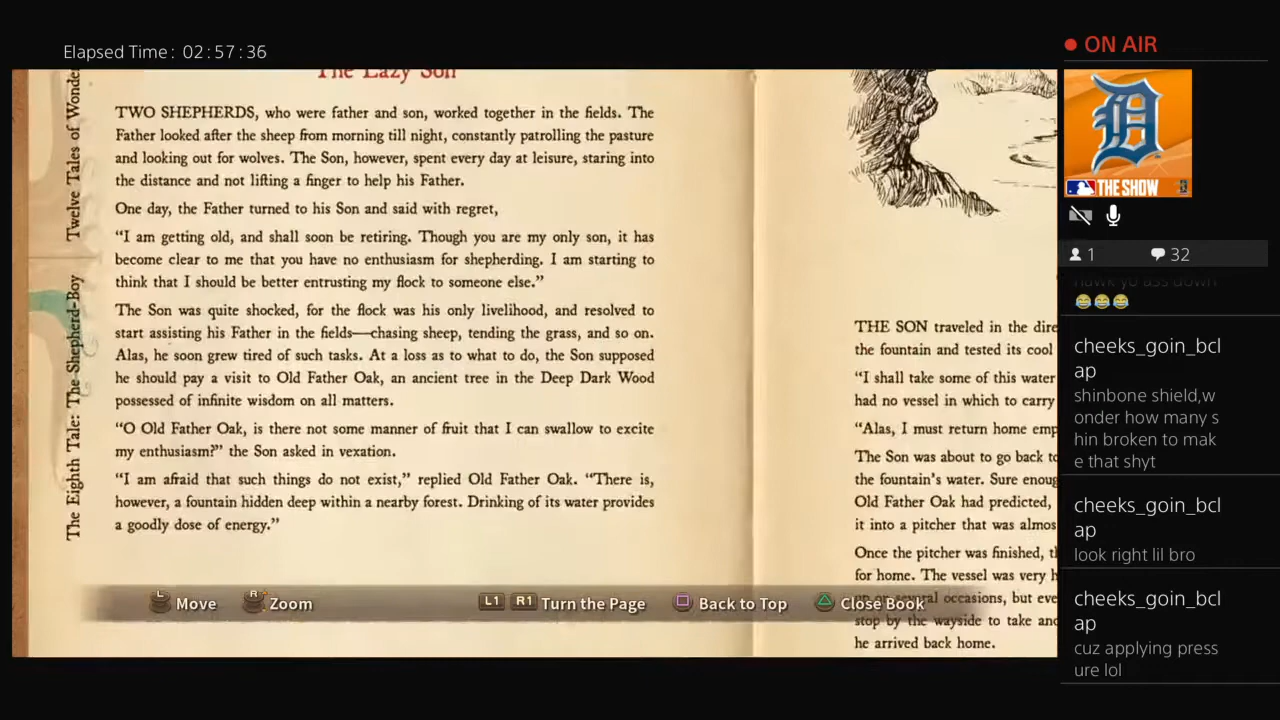 Elapsed Time: 02:57:36
ON AIR
THE SHOW
1
32
cheeks_goin_bcl
ap
shinbone shield,w
onder how many s
hin broken to mak
e that shyt
cheeks_goin_bcl
ap
look right lil bro
cheeks_goin_bcl
ap
cuz applying press
ure lol
Twelve Tales of Wonder
The Eighth Tale: The Shepherd-Boy
The Lazy Son
TWO SHEPHERDS, who were father and son, worked together in the fields. The
Father looked after the sheep from morning till night, constantly patrolling the pasture
and looking out for wolves. The Son, however, spent every day at leisure, staring into
the distance and not lifting a finger to help his Father.
One day, the Father turned to his Son and said with regret,
“I am getting old, and shall soon be retiring. Though you are my only son, it has
become clear to me that you have no enthusiasm for shepherding. I am starting to
think that I should be better entrusting my flock to someone else.”
The Son was quite shocked, for the flock was his only livelihood, and resolved to
start assisting his Father in the fields—chasing sheep, tending the grass, and so on.
Alas, he soon grew tired of such tasks. At a loss as to what to do, the Son supposed
he should pay a visit to Old Father Oak, an ancient tree in the Deep Dark Wood
possessed of infinite wisdom on all matters.
“O Old Father Oak, is there not some manner of fruit that I can swallow to excite
my enthusiasm?” the Son asked in vexation.
“I am afraid that such things do not exist,” replied Old Father Oak. “There is,
however, a fountain hidden deep within a nearby forest. Drinking of its water provides
a goodly dose of energy.”
THE SON traveled in the dire
the fountain and tested its cool
“I shall take some of this water
had no vessel in which to carry
“Alas, I must return home emp
The Son was about to go back to
the fountain’s water. Sure enoug
Old Father Oak had predicted,
it into a pitcher that was almos
Once the pitcher was finished, th
for home. The vessel was very h
up on several occasions, but eve
stop by the wayside to take and
he arrived back home.
L Move
R Zoom
L1 R1 Turn the Page
Back to Top
Close Book